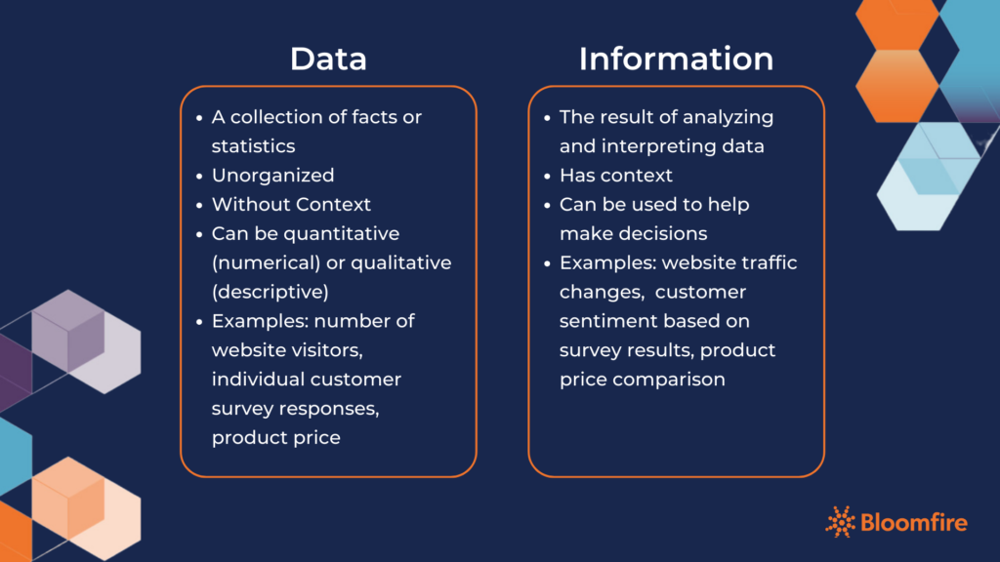 Data
• A collection of facts or
statistics
• Unorganized
• Without Context
• Can be quantitative
(numerical) or qualitative
(descriptive)
• Examples: number of
website visitors,
individual customer
survey responses,
product price
Information
• The result of analyzing
and interpreting data
• Has context
• Can be used to help
make decisions
• Examples: website traffic
changes,  customer
sentiment based on
survey results, product
price comparison
Bloomfire